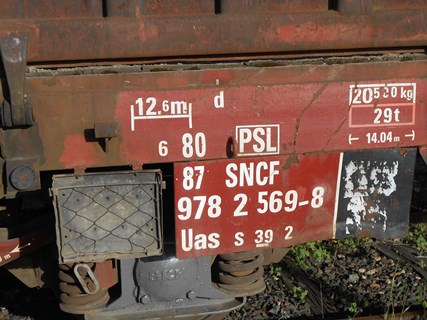 12.6m d 20500 kg
29t
6 80 PSL 14.04m
87 SNCF
978 2 569-8
Uas s 39 2